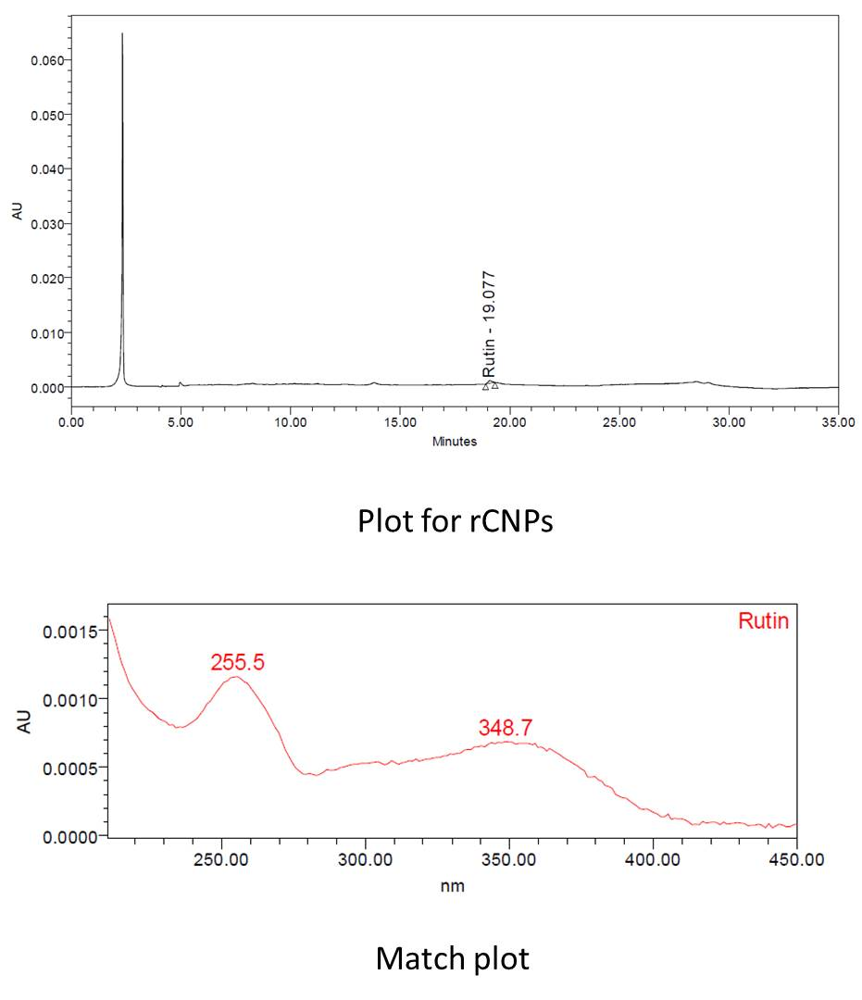 0.060
0.050
0.040
0.030
0.020
0.010
0.000
AU
Rutin - 19.077
0.00 5.00 10.00 15.00 20.00 25.00 30.00 35.00
Minutes
Plot for rCNPs
Rutin
0.0015
0.0010
0.0005
0.0000
AU
255.5
348.7
250.00 300.00 350.00 400.00 450.00
nm
Match plot